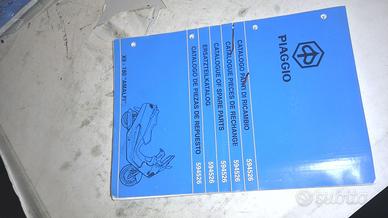 PIAGGIO
CATALOGO PARTI DI RICAMBIO 594526
CATALOGUE PIECES DE RECHANGE 594526
CATALOGUE OF SPARE PARTS 594526
ERSATZTEILKATALOG 594526
CATALOGO DE PIEZAS DE REPUESTO 594526
subito